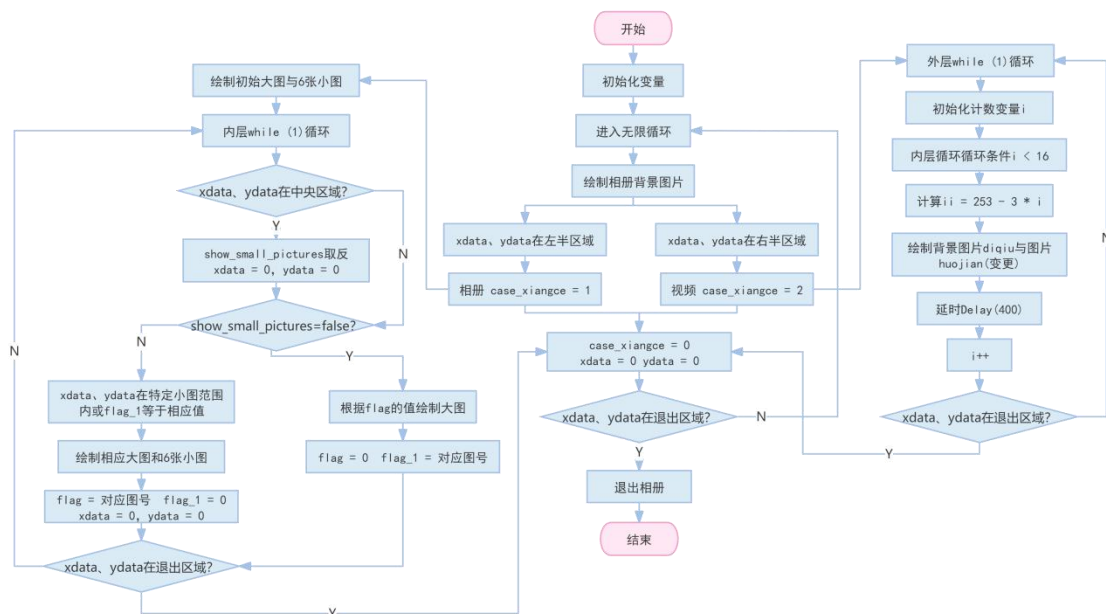 开始
初始化变量
进入无限循环
绘制相册背景图片
xdata、ydata在左半区域
xdata、ydata在右半区域
相册 case_xiangce = 1
视频 case_xiangce = 2
case_xiangce = 0
xdata = 0 ydata = 0
xdata、ydata在退出区域?
N
Y
退出相册
结束
绘制初始大图与6张小图
内层while (1)循环
xdata、ydata在中央区域?
Y
N
show_small_pictures取反
xdata = 0, ydata = 0
show_small_pictures=false?
N
Y
xdata、ydata在特定小图范围
内或flag_1等于相应值
绘制相应大图和6张小图
flag = 对应图号 flag_1 = 0
xdata = 0, ydata = 0
根据flag的值绘制大图
flag = 0 flag_1 = 对应图号
xdata、ydata在退出区域?
N
Y
外层while (1)循环
初始化计数变量i
内层循环循环条件i < 16
计算ii = 253 - 3 * i
绘制背景图片diqiu与图片
huojian(变更)
延时Delay(400)
i++
xdata、ydata在退出区域?
N
Y